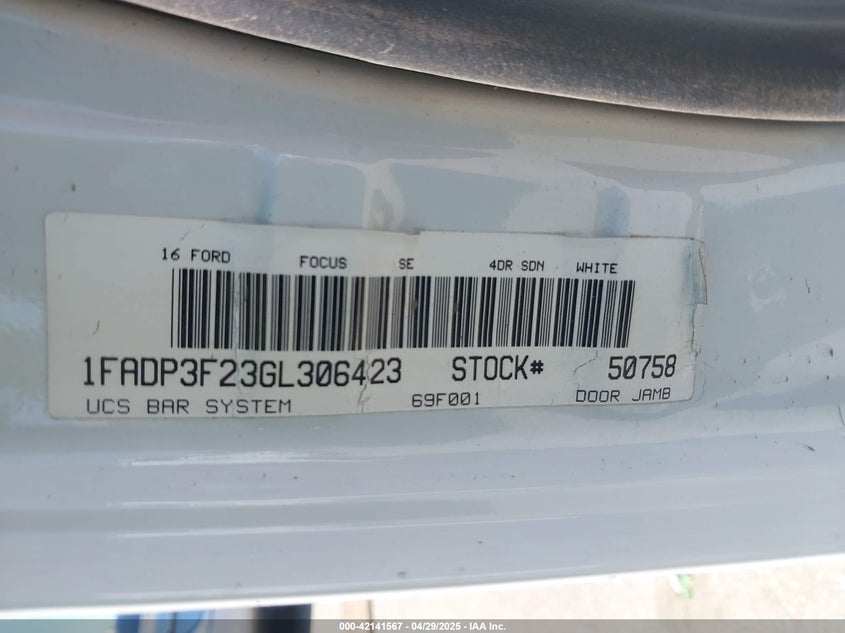 16 FORD FOCUS SE 4DR SDN WHITE
1FADP3F23GL306423 STOCK# 50758
UCS BAR SYSTEM 69F001 DOOR JAMB
000-42141567 - 04/29/2025 - IAA Inc.